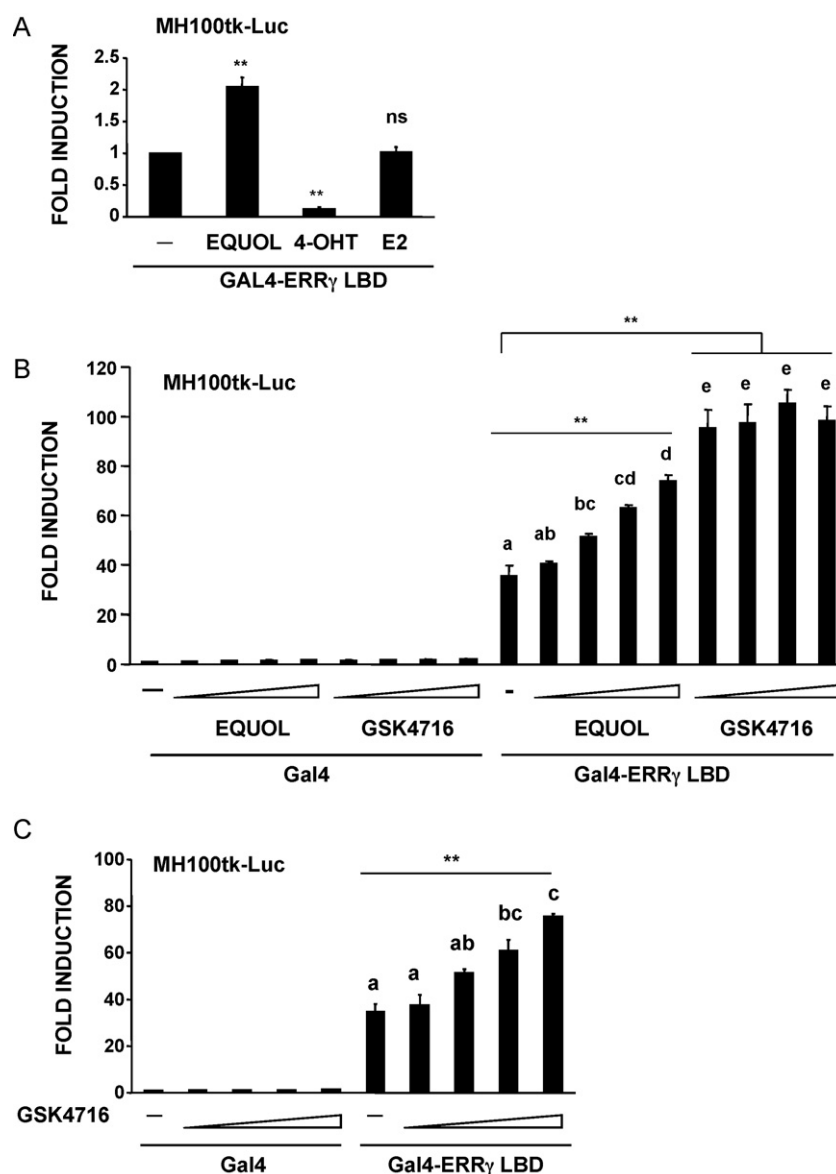 A
MH100tk-Luc
FOLD INDUCTION
2.5
2
1.5
1
0.5
0
**
**
ns
– EQUOL 4-OHT E2
GAL4-ERRγ LBD
B
MH100tk-Luc
FOLD INDUCTION
120
100
80
60
40
20
0
**
**
a ab bc cd d e e e e
– EQUOL GSK4716 - EQUOL GSK4716
Gal4 Gal4-ERRγ LBD
C
MH100tk-Luc
FOLD INDUCTION
100
80
60
40
20
0
**
a a ab bc c
GSK4716 – –
Gal4 Gal4-ERRγ LBD